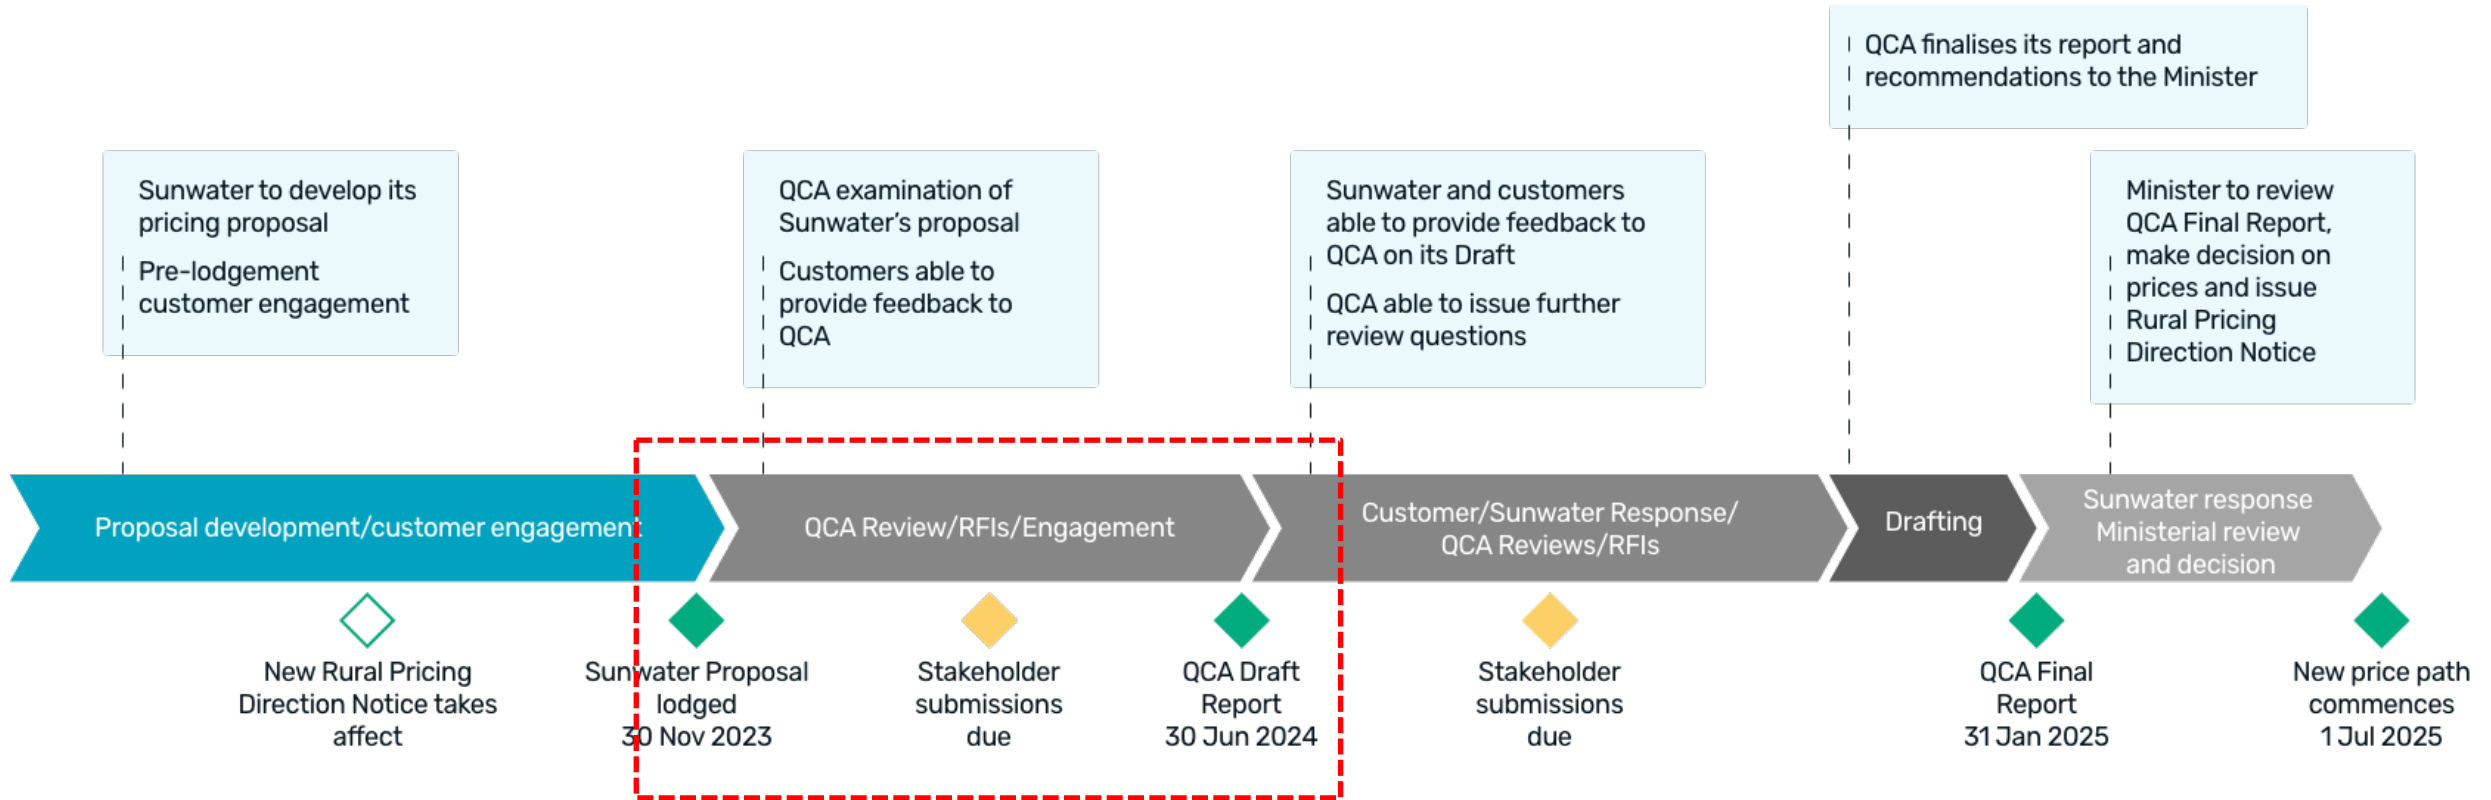 QCA finalises its report and
recommendations to the Minister
Sunwater to develop its
pricing proposal
Pre-lodgement
customer engagement
QCA examination of
Sunwater's proposal
Customers able to
provide feedback to
QCA
Sunwater and customers
able to provide feedback to
QCA on its Draft
QCA able to issue further
review questions
Minister to review
QCA Final Report,
make decision on
prices and issue
Rural Pricing
Direction Notice
Proposal development/customer engagement
QCA Review/RFIs/Engagement
Customer/Sunwater Response/
QCA Reviews/RFIs
Drafting
Sunwater response
Ministerial review
and decision
New Rural Pricing
Direction Notice takes
affect
Sunwater Proposal
lodged
30 Nov 2023
Stakeholder
submissions
due
QCA Draft
Report
30 Jun 2024
Stakeholder
submissions
due
QCA Final
Report
31 Jan 2025
New price path
commences
1 Jul 2025